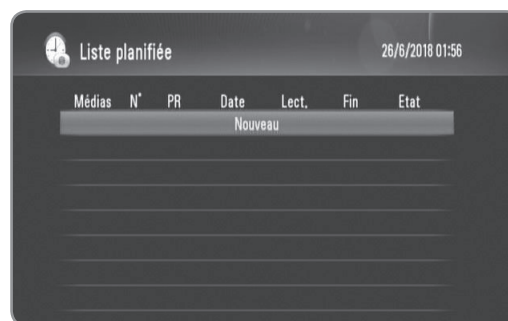 Liste planifiée 26/6/2018 01:56
Médias N° PR Date Lect. Fin Etat
Nouveau